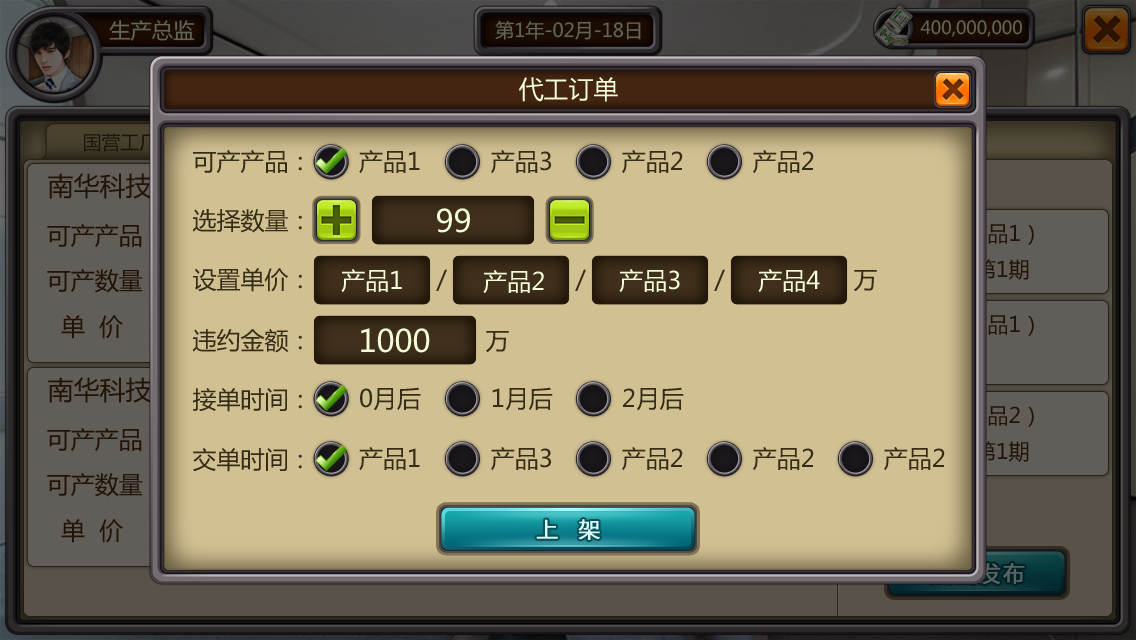 生产总监
第1年-02月-18日
400,000,000
代工订单
国营工厂
可产产品： 产品1 产品3 产品2 产品2
选择数量： 99
设置单价： 产品1 / 产品2 / 产品3 / 产品4 万
违约金额： 1000 万
接单时间： 0月后 1月后 2月后
交单时间： 产品1 产品3 产品2 产品2 产品2
上 架
南华科技
可产产品
可产数量
单 价
南华科技
可产产品
可产数量
单 价
品1）
第1期
品1）
品2）
第1期
发布